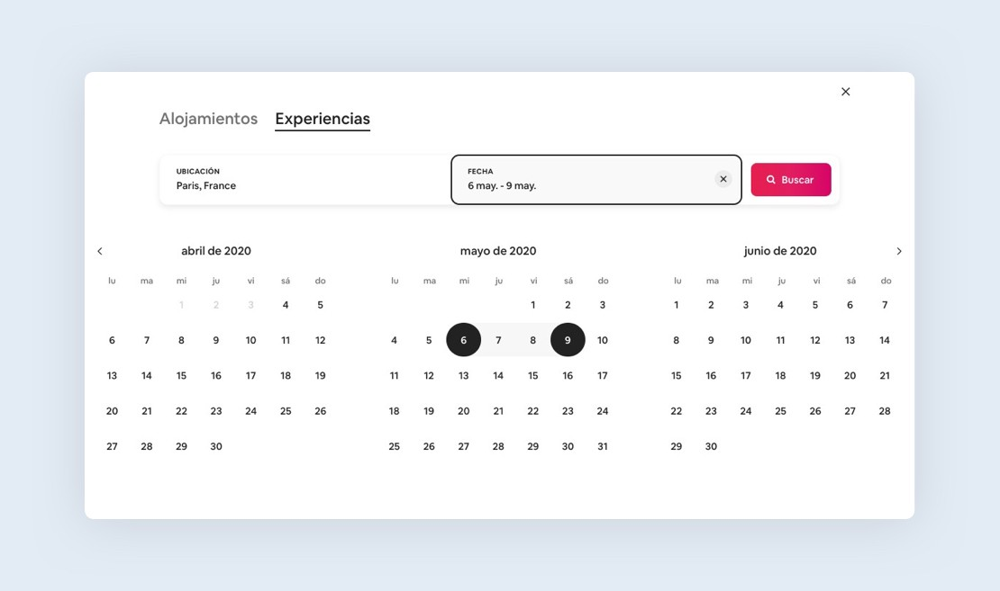 Alojamientos Experiencias
UBICACIÓN
Paris, France
FECHA
6 may. - 9 may.
Buscar
abril de 2020
lu ma mi ju vi sá do
1 2 3 4 5
6 7 8 9 10 11 12
13 14 15 16 17 18 19
20 21 22 23 24 25 26
27 28 29 30
mayo de 2020
lu ma mi ju vi sá do
1 2 3
4 5 6 7 8 9 10
11 12 13 14 15 16 17
18 19 20 21 22 23 24
25 26 27 28 29 30 31
junio de 2020
lu ma mi ju vi sá do
1 2 3 4 5 6 7
8 9 10 11 12 13 14
15 16 17 18 19 20 21
22 23 24 25 26 27 28
29 30